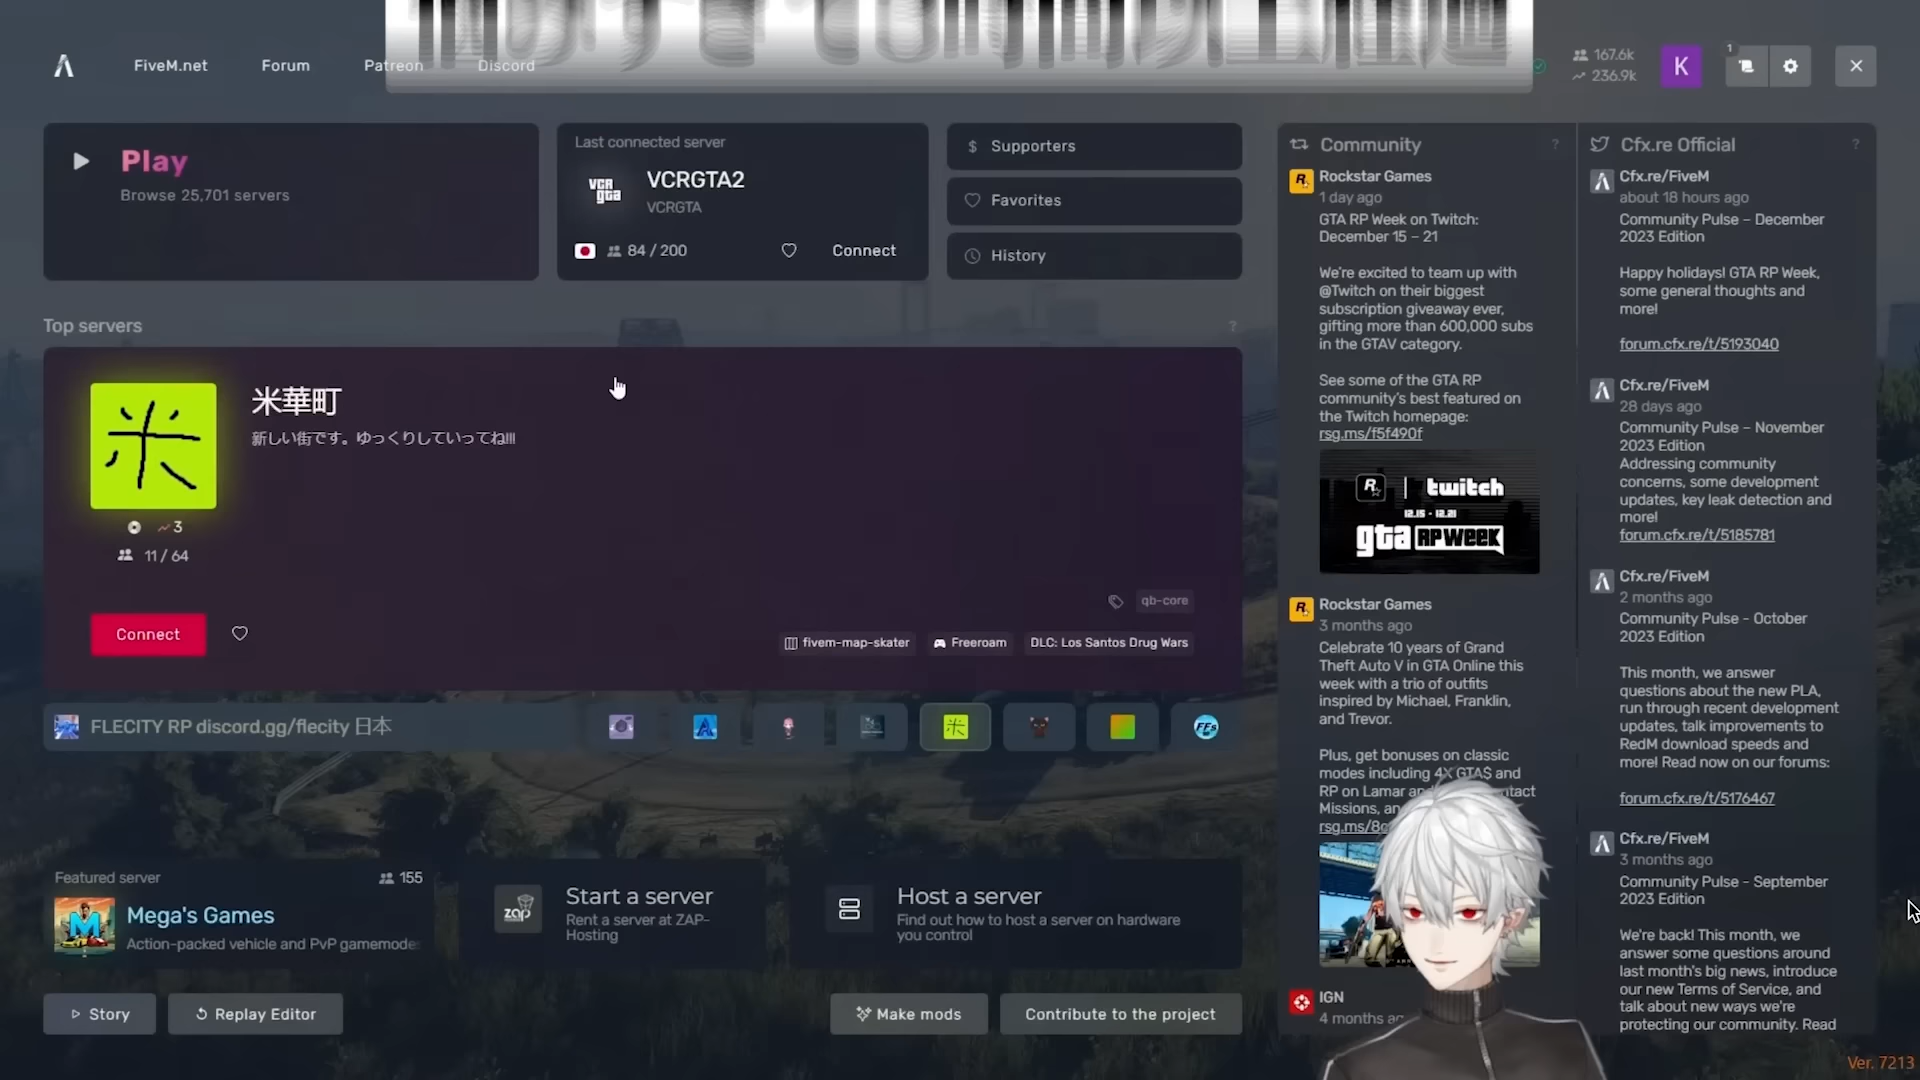 FiveM.net
Forum
Patreon
Discord
167.6k
236.9k
K
1
Play
Browse 25,701 servers
Last connected server
VCR
gta
VCRGTA2
VCRGTA
84 / 200
Connect
$ Supporters
Favorites
History
Top servers
?
米
米華町
新しい街です。ゆっくりしていってね!!!
3
11 / 64
Connect
qb-core
fivem-map-skater
Freeroam
DLC: Los Santos Drug Wars
FLECITY RP discord.gg/flecity 日本
米
Featured server
155
Mega's Games
Action-packed vehicle and PvP gamemode
zap
Start a server
Rent a server at ZAP-
Hosting
Host a server
Find out how to host a server on hardware
you control
Story
Replay Editor
Make mods
Contribute to the project
Community
?
Rockstar Games
1 day ago
GTA RP Week on Twitch:
December 15 – 21
We're excited to team up with
@Twitch on their biggest
subscription giveaway ever,
gifting more than 600,000 subs
in the GTAV category.
See some of the GTA RP
community's best featured on
the Twitch homepage:
rsg.ms/f5f490f
R
twitch
12.15 - 12.21
gta RP WEEK
Rockstar Games
3 months ago
Celebrate 10 years of Grand
Theft Auto V in GTA Online this
week with a trio of outfits
inspired by Michael, Franklin,
and Trevor.
Plus, get bonuses on classic
modes including 4X GTA$ and
RP on Lamar
Missions,
IGN
4 months
Cfx.re Official
?
Cfx.re/FiveM
about 18 hours ago
Community Pulse – December
2023 Edition
Happy holidays! GTA RP Week,
some general thoughts and
more!
forum.cfx.re/t/5193040
Cfx.re/FiveM
28 days ago
Community Pulse – November
2023 Edition
Addressing community
concerns, some development
updates, key leak detection and
more!
forum.cfx.re/t/5185781
Cfx.re/FiveM
2 months ago
Community Pulse - October
2023 Edition
This month, we answer
questions about the new PLA,
run through recent development
updates, talk improvements to
RedM download speeds and
more! Read now on our forums:
forum.cfx.re/t/5176467
Cfx.re/FiveM
3 months ago
Community Pulse - September
2023 Edition
We're back! This month, we
answer some questions around
last month's big news, introduce
our new Terms of Service, and
talk about new ways we're
protecting our community. Read
Ver. 7213